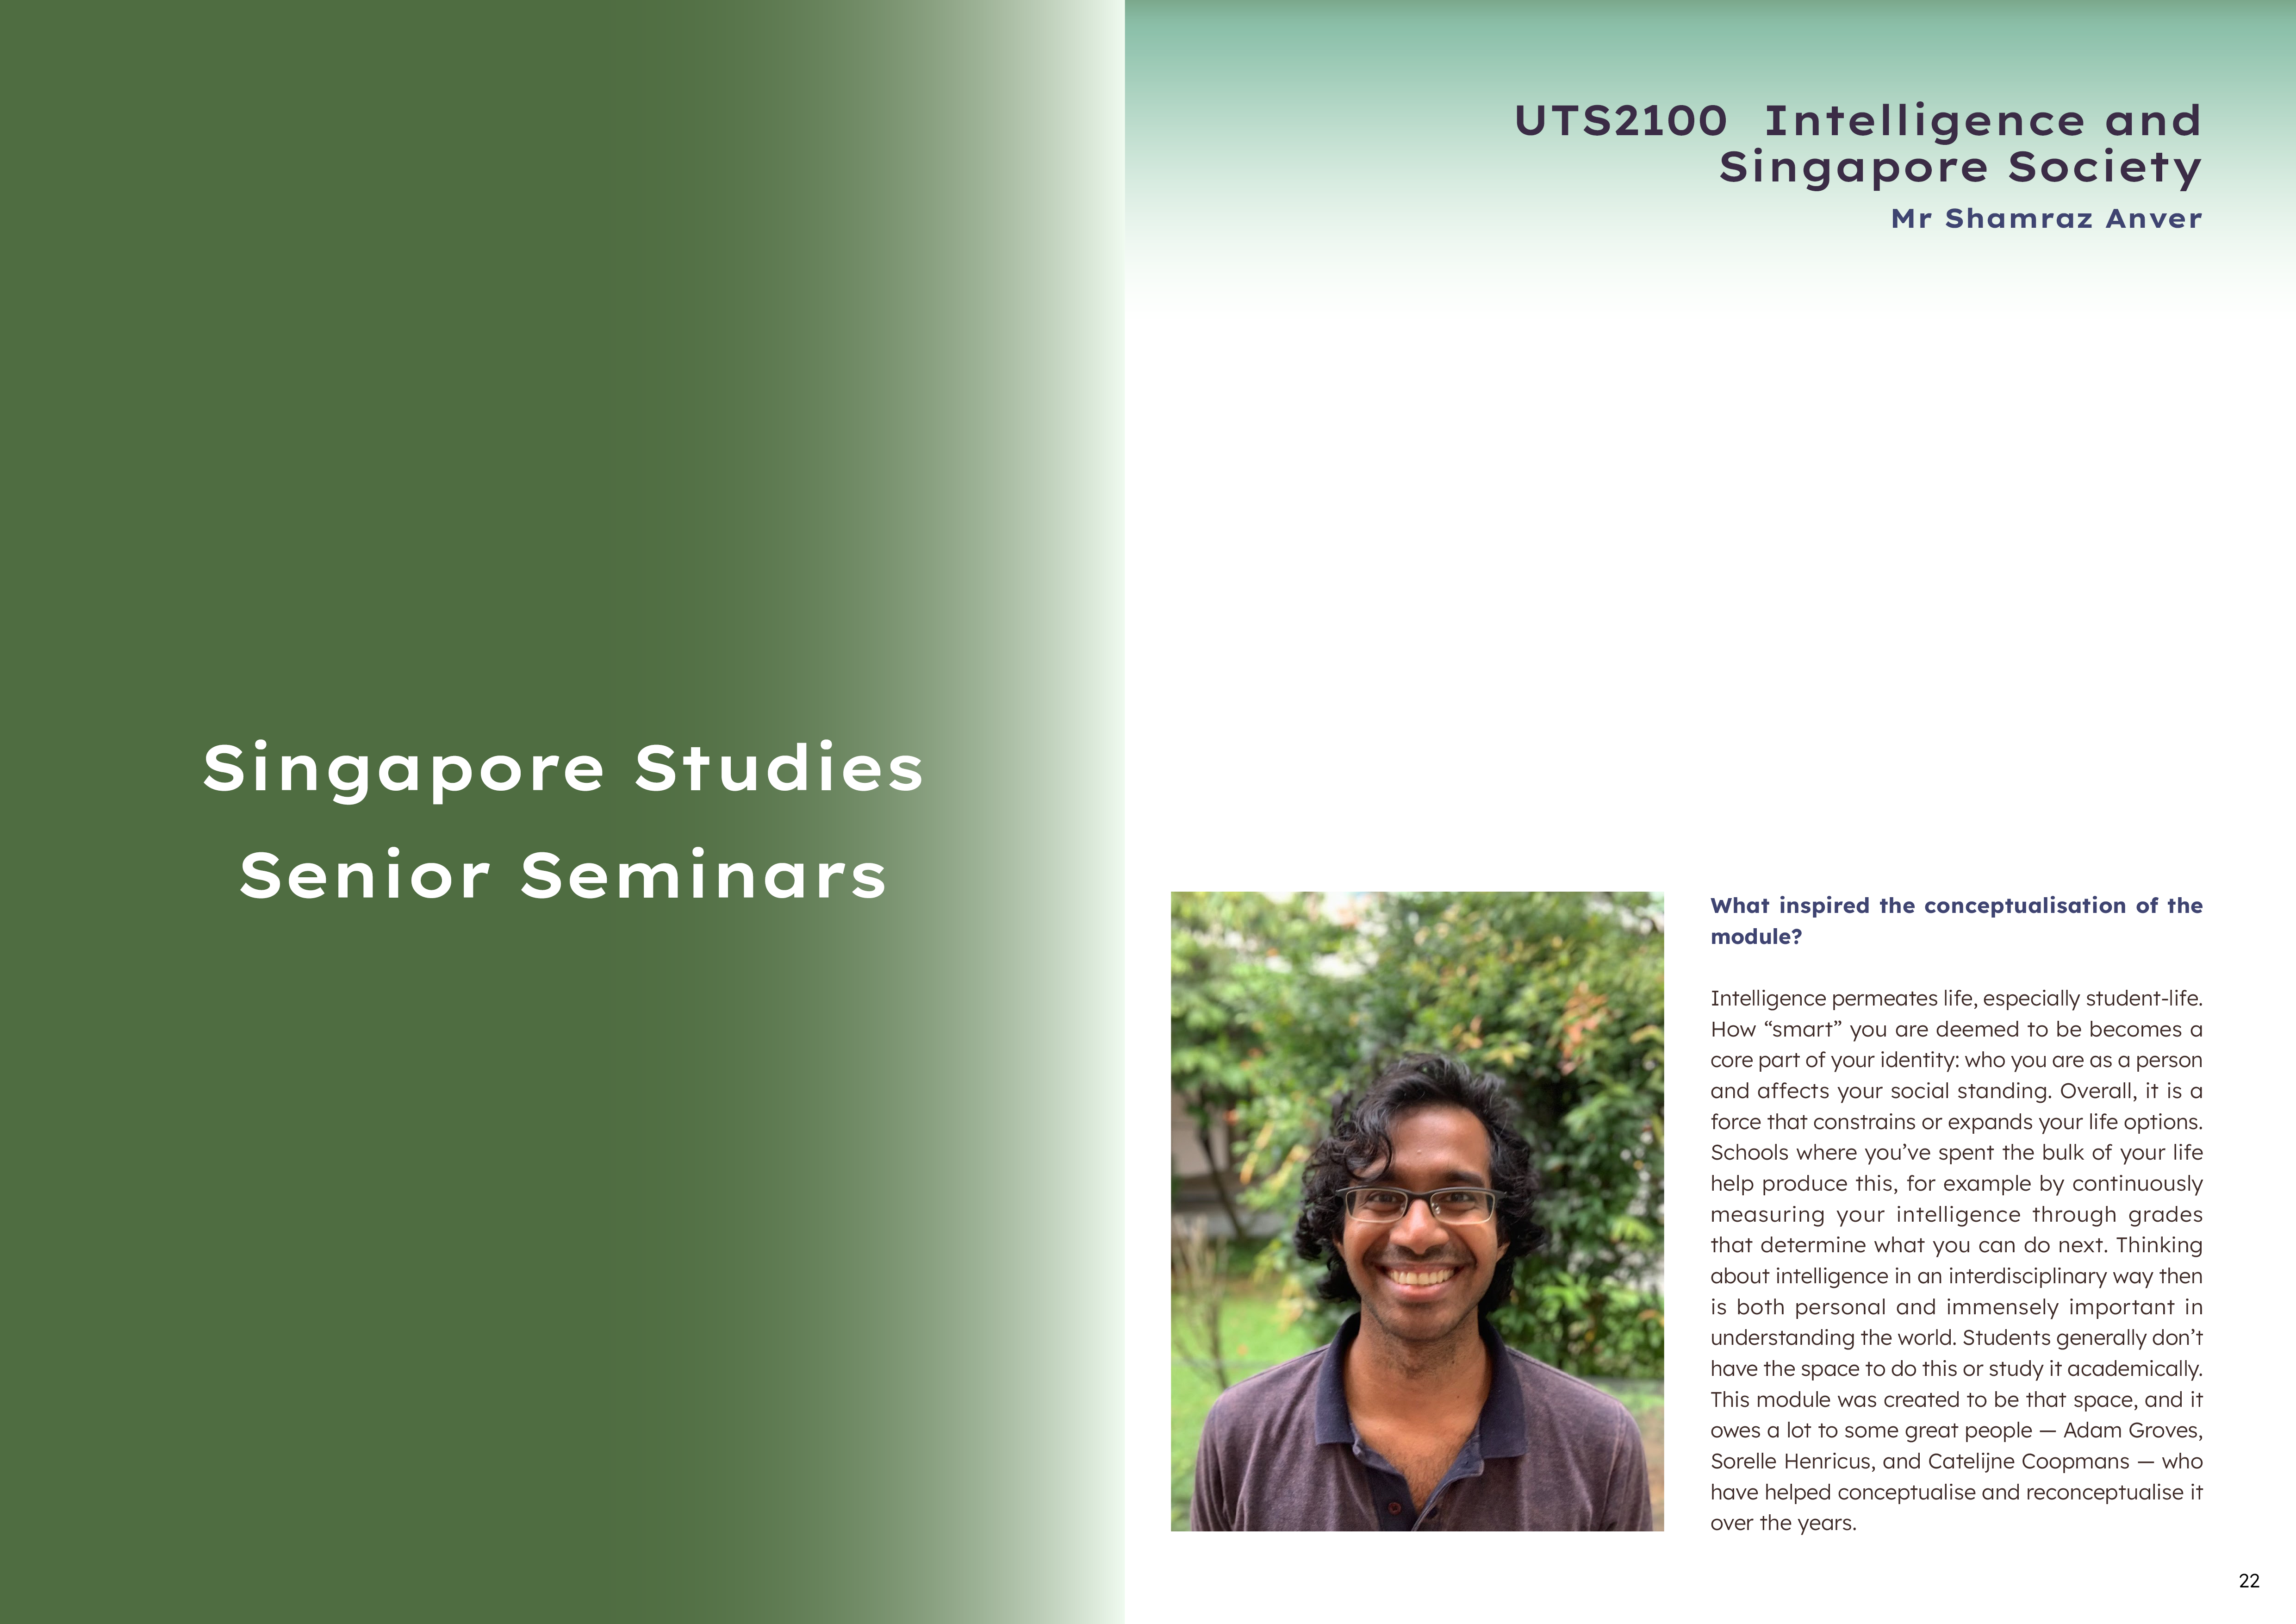 Singapore Studies
Senior Seminars
UTS2100  Intelligence and
Singapore Society
Mr Shamraz Anver
What inspired the conceptualisation of the
module?
Intelligence permeates life, especially student-life.
How “smart” you are deemed to be becomes a
core part of your identity: who you are as a person
and affects your social standing. Overall, it is a
force that constrains or expands your life options.
Schools where you’ve spent the bulk of your life
help produce this, for example by continuously
measuring your intelligence through grades
that determine what you can do next. Thinking
about intelligence in an interdisciplinary way then
is both personal and immensely important in
understanding the world. Students generally don’t
have the space to do this or study it academically.
This module was created to be that space, and it
owes a lot to some great people — Adam Groves,
Sorelle Henricus, and Catelijne Coopmans — who
have helped conceptualise and reconceptualise it
over the years.
22